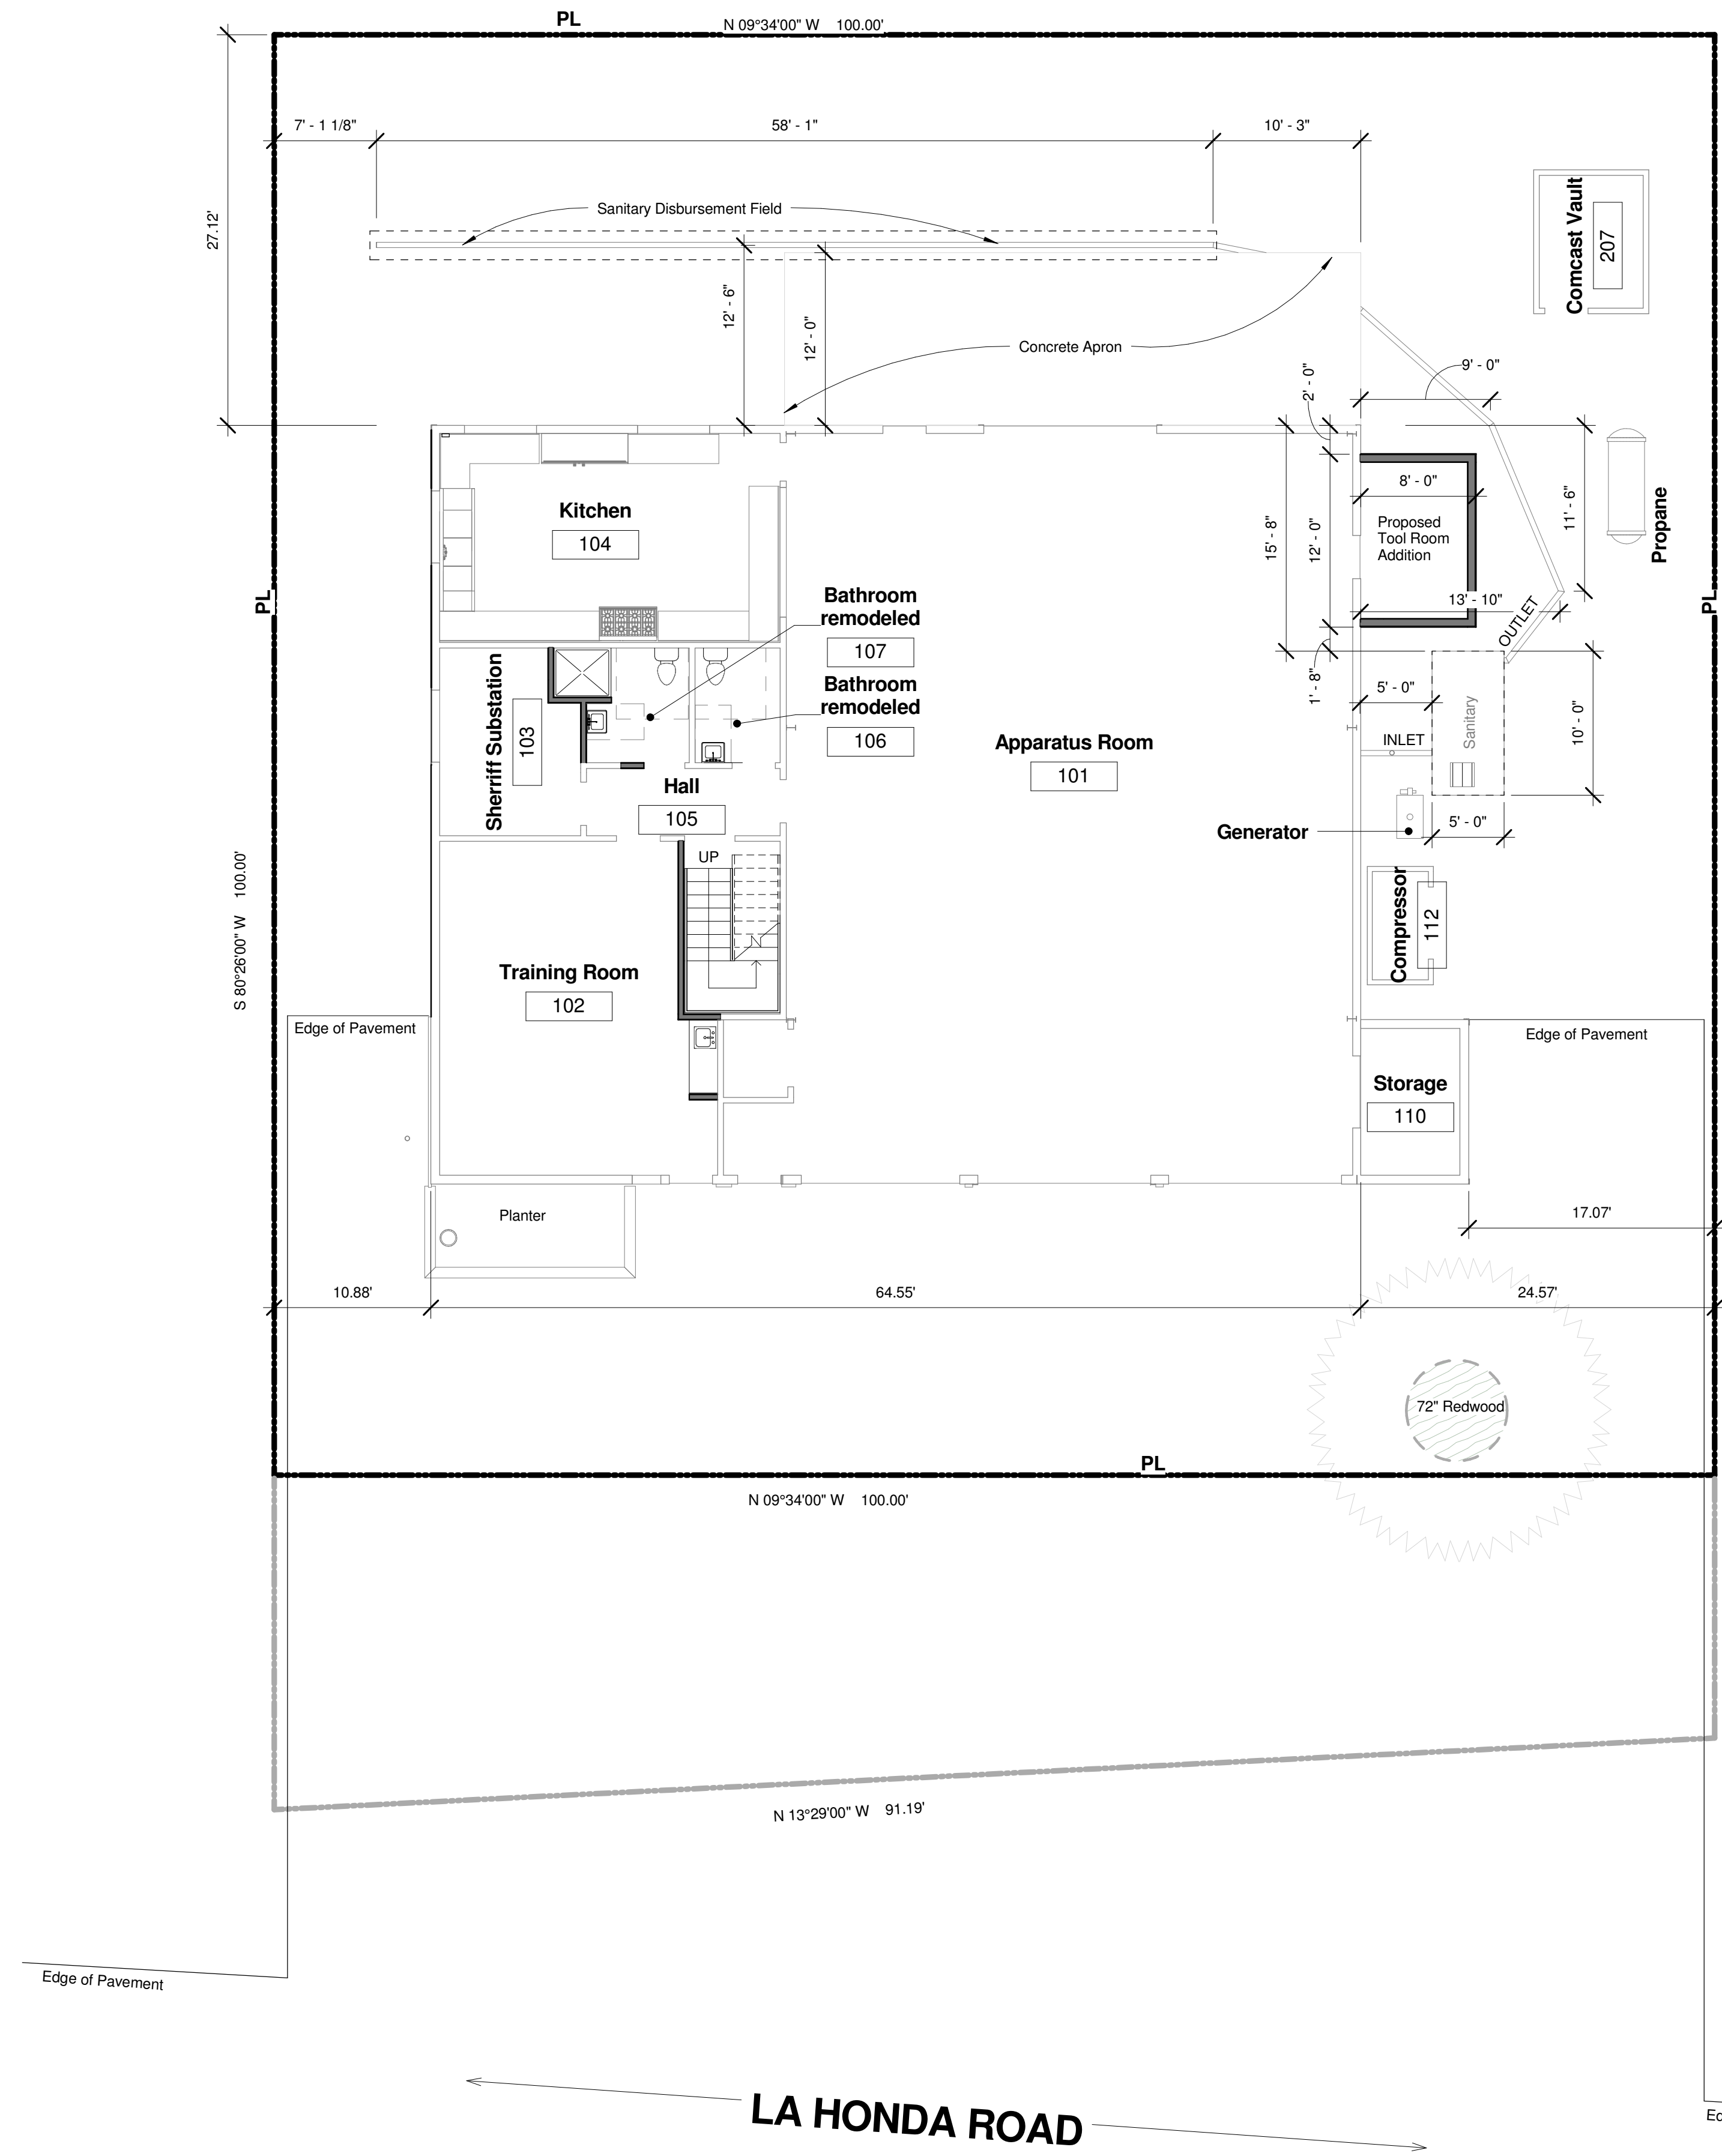 PL
N 09°34'00" W 100.00'
7' - 1 1/8"
58' - 1"
10' - 3"
27.12'
Sanitary Disbursement Field
Comcast Vault
207
12' - 6"
12' - 0"
Concrete Apron
2' - 0"
9' - 0"
Kitchen
104
15' - 8"
12' - 0"
8' - 0"
Proposed
Tool Room
Addition
11' - 6"
Propane
PL
PL
13' - 10"
OUTLET
Bathroom
remodeled
107
Bathroom
remodeled
106
Sherriff Substation
103
1' - 8"
5' - 0"
Sanitary
10' - 0"
INLET
Apparatus Room
101
Hall
105
Generator
5' - 0"
UP
Compressor
112
S 80°26'00" W 100.00'
Training Room
102
Edge of Pavement
Edge of Pavement
Storage
110
Planter
17.07'
10.88'
64.55'
24.57'
72" Redwood
PL
N 09°34'00" W 100.00'
N 13°29'00" W 91.19'
Edge of Pavement
LA HONDA ROAD